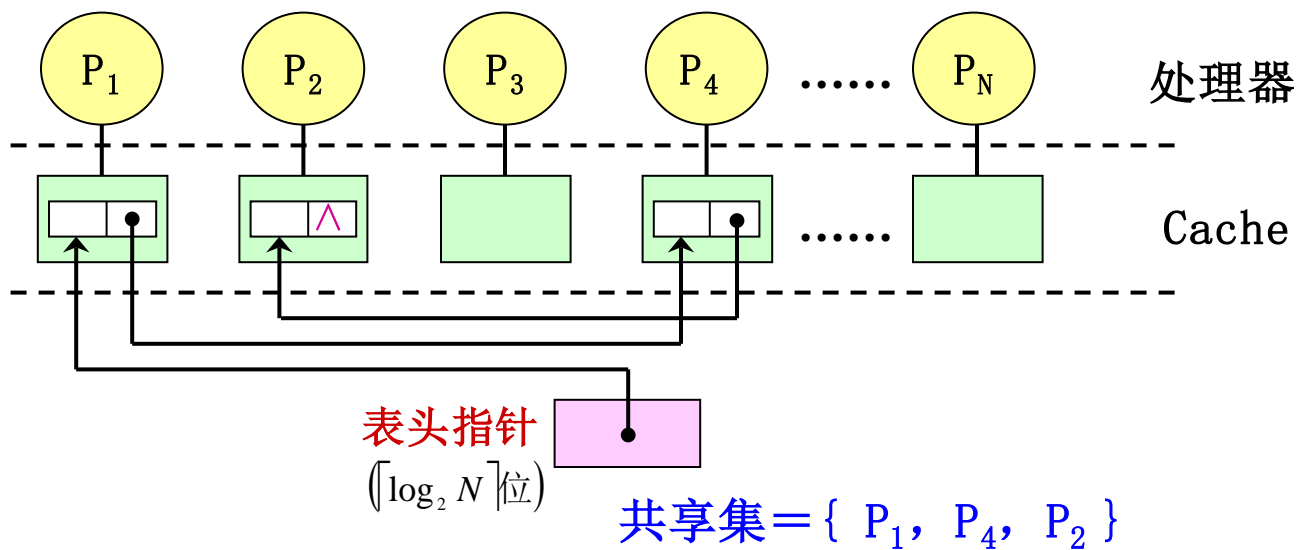 P₁ P₂ P₃ P₄ …… P_N 处理器
∧ …… Cache
表头指针
(⌈log₂ N⌉位)
共享集={ P₁, P₄, P₂ }